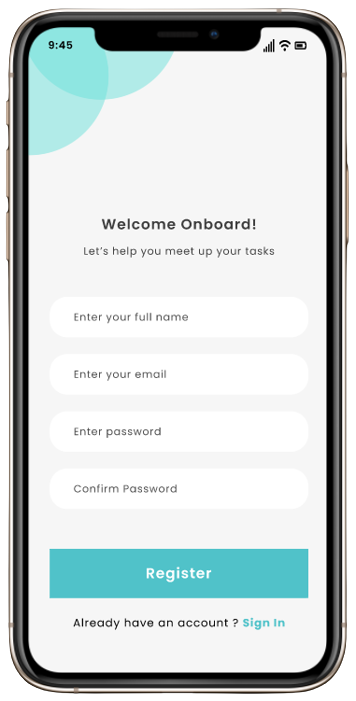 9:45
Welcome Onboard!
Let's help you meet up your tasks
Enter your full name
Enter your email
Enter password
Confirm Password
Register
Already have an account ? Sign In